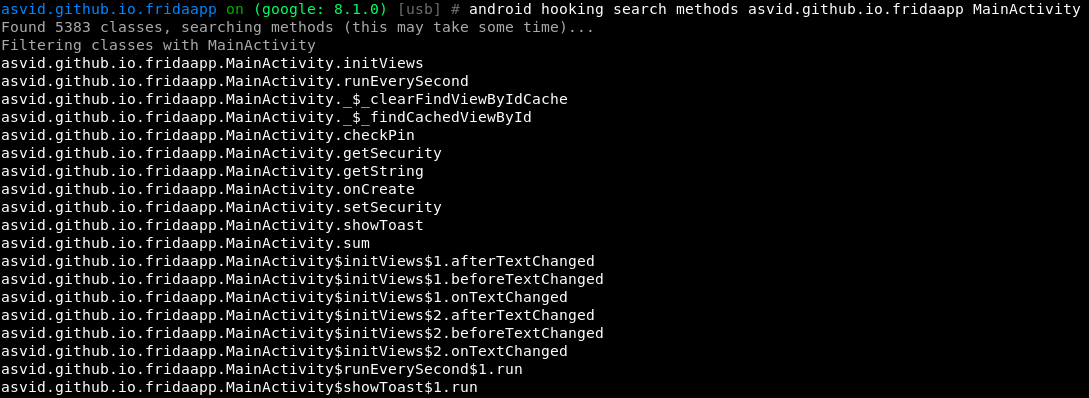 asvid.github.io.fridaapp on (google: 8.1.0) [usb] # android hooking search methods asvid.github.io.fridaapp MainActivity
Found 5383 classes, searching methods (this may take some time)...
Filtering classes with MainActivity
asvid.github.io.fridaapp.MainActivity.initViews
asvid.github.io.fridaapp.MainActivity.runEverySecond
asvid.github.io.fridaapp.MainActivity._$_clearFindViewByIdCache
asvid.github.io.fridaapp.MainActivity._$_findCachedViewById
asvid.github.io.fridaapp.MainActivity.checkPin
asvid.github.io.fridaapp.MainActivity.getSecurity
asvid.github.io.fridaapp.MainActivity.getString
asvid.github.io.fridaapp.MainActivity.onCreate
asvid.github.io.fridaapp.MainActivity.setSecurity
asvid.github.io.fridaapp.MainActivity.showToast
asvid.github.io.fridaapp.MainActivity.sum
asvid.github.io.fridaapp.MainActivity$initViews$1.afterTextChanged
asvid.github.io.fridaapp.MainActivity$initViews$1.beforeTextChanged
asvid.github.io.fridaapp.MainActivity$initViews$1.onTextChanged
asvid.github.io.fridaapp.MainActivity$initViews$2.afterTextChanged
asvid.github.io.fridaapp.MainActivity$initViews$2.beforeTextChanged
asvid.github.io.fridaapp.MainActivity$initViews$2.onTextChanged
asvid.github.io.fridaapp.MainActivity$runEverySecond$1.run
asvid.github.io.fridaapp.MainActivity$showToast$1.run